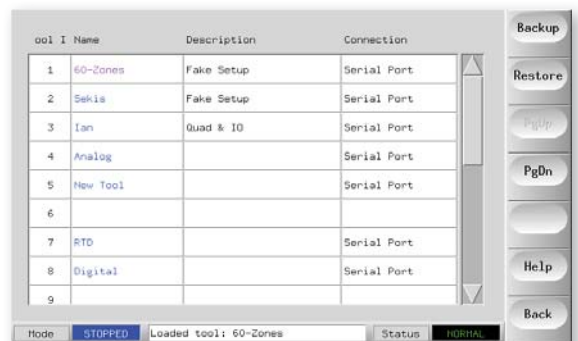 ool I Name Description Connection
1 60-Zones Fake Setup Serial Port
2 Sekis Fake Setup Serial Port
3 Ian Quad & IO Serial Port
4 Analog Serial Port
5 New Tool Serial Port
6
7 RTD Serial Port
8 Digital Serial Port
9
Mode STOPPED Loaded tool: 60-Zones Status NORMAL
Backup
Restore
PgUp
PgDn
Help
Back